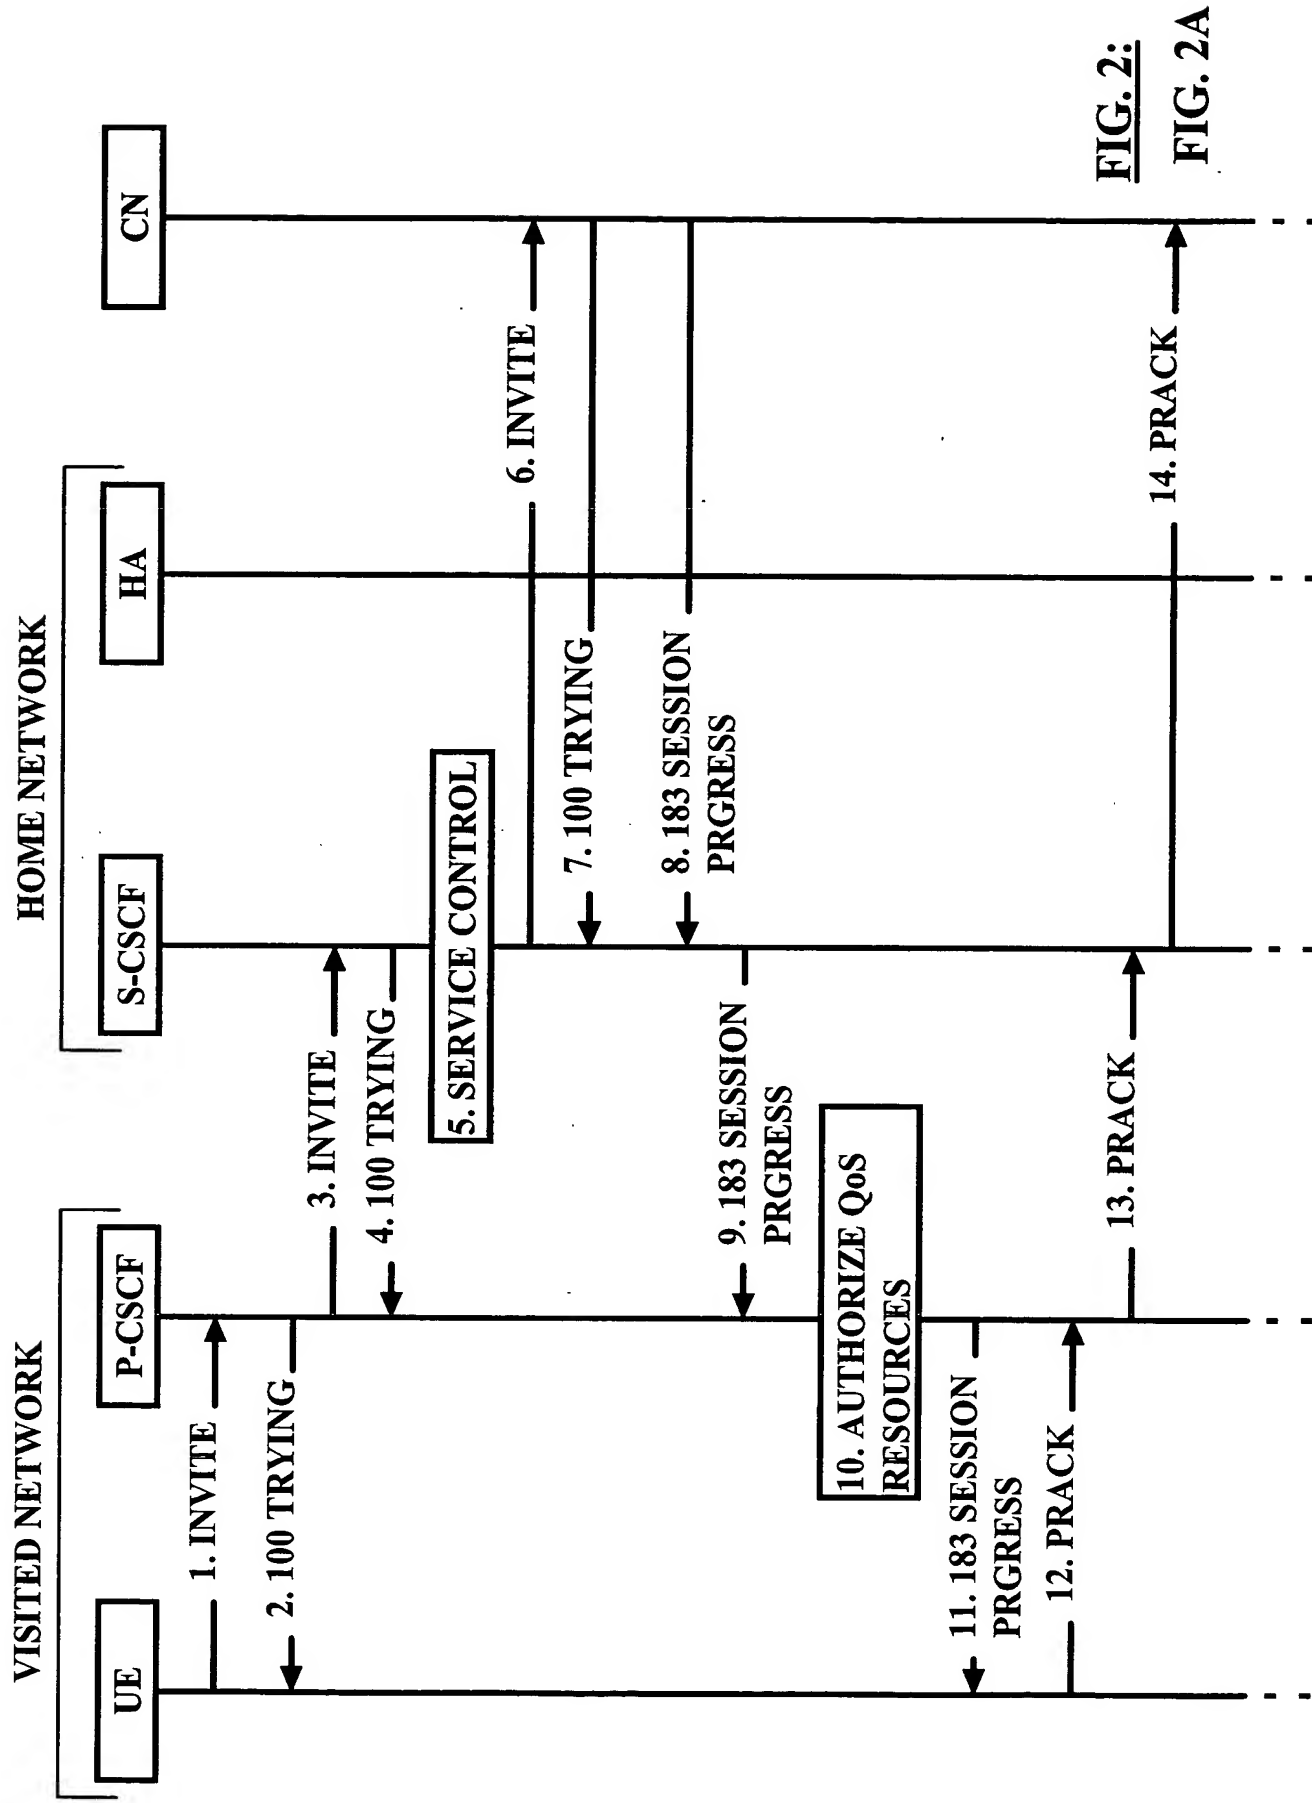 VISITED NETWORK
HOME NETWORK
UE
P-CSCF
S-CSCF
HA
CN
1. INVITE
2. 100 TRYING
3. INVITE
4. 100 TRYING
5. SERVICE CONTROL
6. INVITE
7. 100 TRYING
8. 183 SESSION
PRGRESS
9. 183 SESSION
PRGRESS
10. AUTHORIZE QoS
RESOURCES
11. 183 SESSION
PRGRESS
12. PRACK
13. PRACK
14. PRACK
FIG. 2:
FIG. 2A